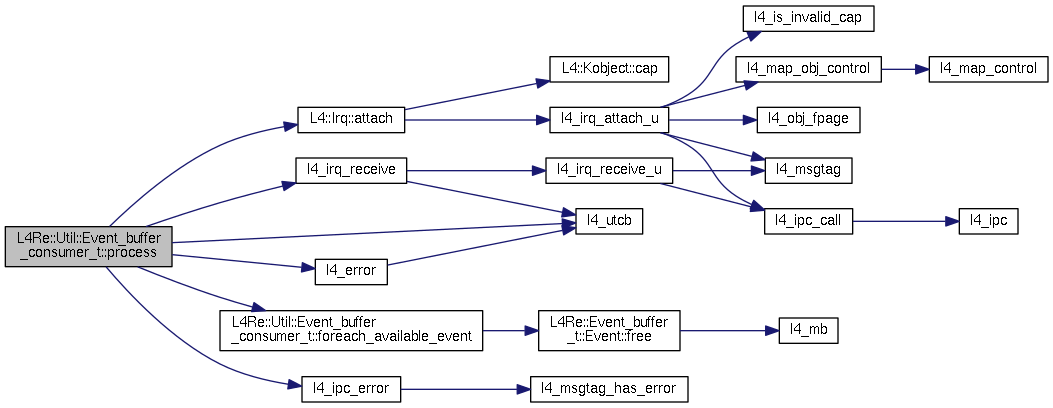 l4_is_invalid_cap
L4::Kobject::cap
l4_map_obj_control
l4_map_control
L4::Irq::attach
l4_irq_attach_u
l4_obj_fpage
l4_irq_receive
l4_irq_receive_u
l4_msgtag
l4_utcb
l4_ipc_call
l4_ipc
L4Re::Util::Event_buffer
_consumer_t::process
l4_error
L4Re::Util::Event_buffer
_consumer_t::foreach_available_event
L4Re::Event_buffer
_t::Event::free
l4_mb
l4_ipc_error
l4_msgtag_has_error